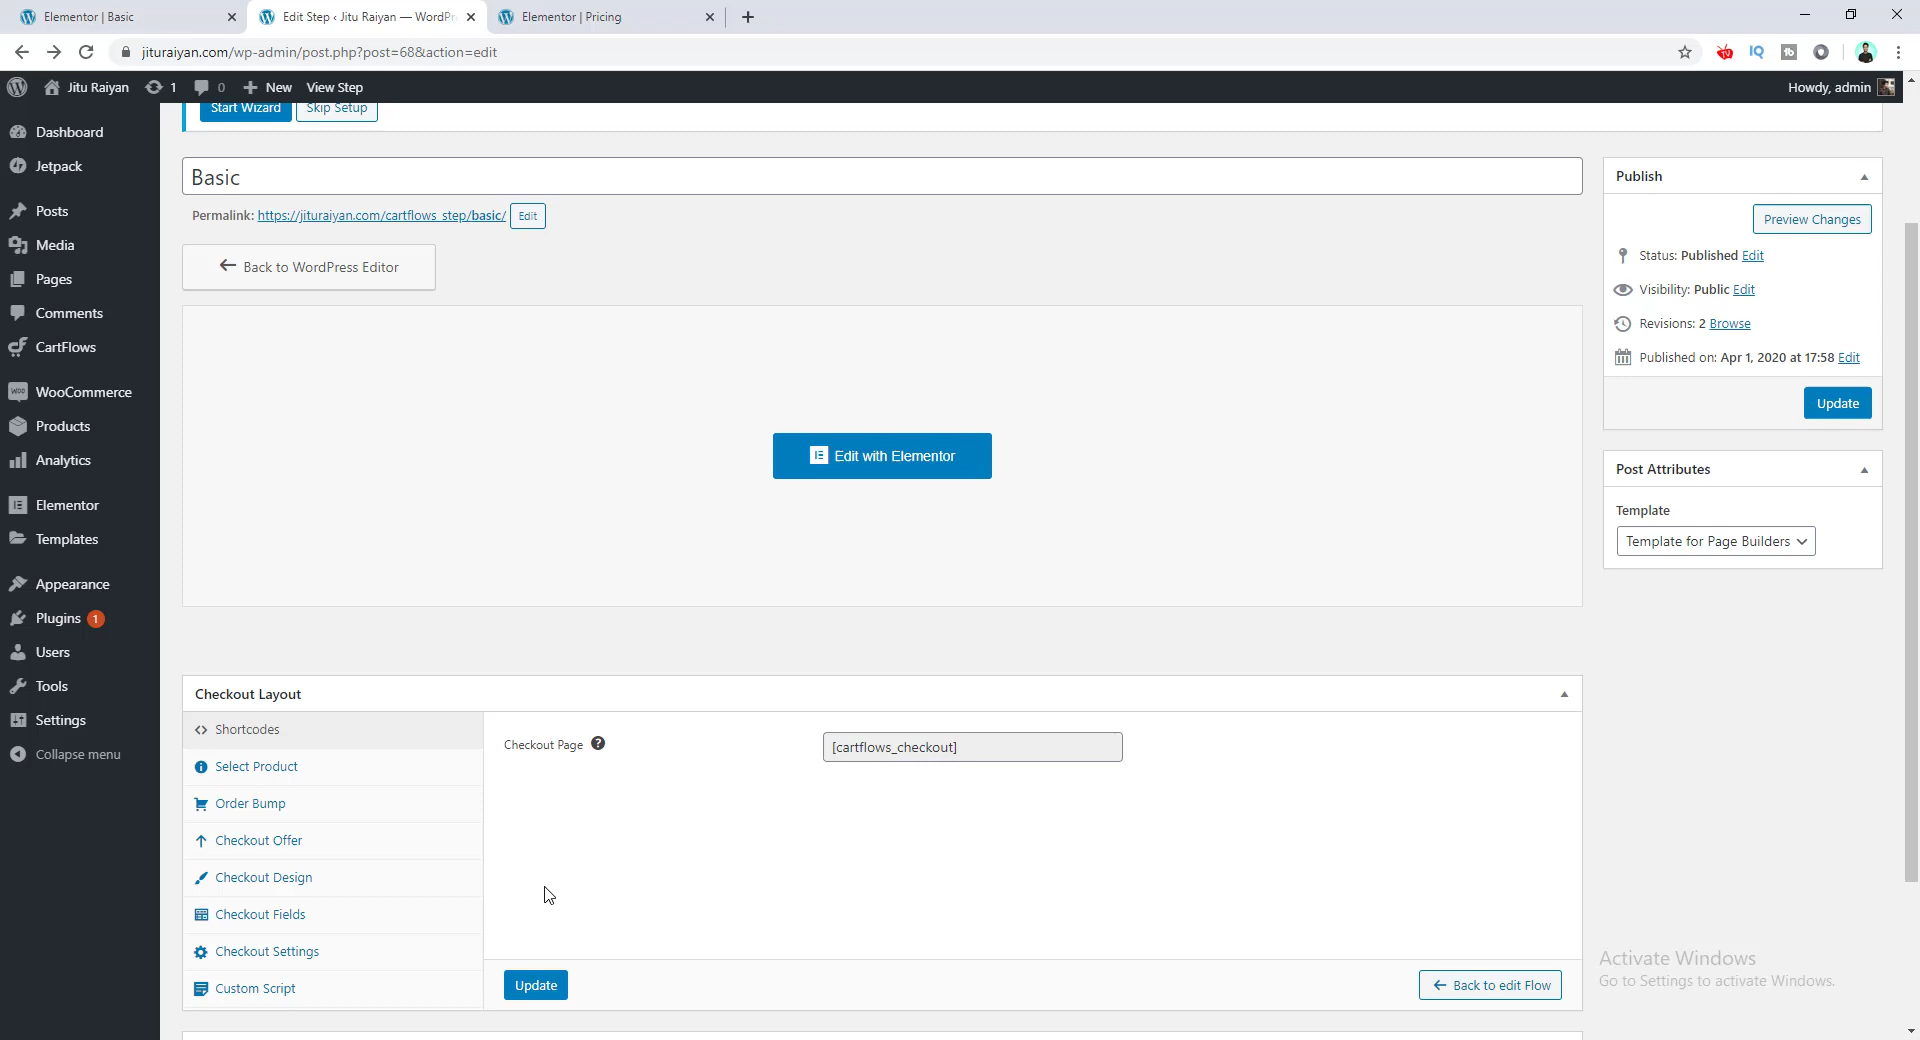 Elementor | Basic
Edit Step ‹ Jitu Raiyan — WordPr
Elementor | Pricing
jituraiyan.com/wp-admin/post.php?post=68&action=edit
Jitu Raiyan
1
0
New
View Step
Howdy, admin
Start Wizard
Skip Setup
Dashboard
Jetpack
Posts
Media
Pages
Comments
CartFlows
WooCommerce
Products
Analytics
Elementor
Templates
Appearance
Plugins 1
Users
Tools
Settings
Collapse menu
Basic
Permalink: https://jituraiyan.com/cartflows_step/basic/ Edit
Back to WordPress Editor
Edit with Elementor
Checkout Layout
Shortcodes
Select Product
Order Bump
Checkout Offer
Checkout Design
Checkout Fields
Checkout Settings
Custom Script
Checkout Page ?
[cartflows_checkout]
Update
Back to edit Flow
Publish
Preview Changes
Status: Published Edit
Visibility: Public Edit
Revisions: 2 Browse
Published on: Apr 1, 2020 at 17:58 Edit
Update
Post Attributes
Template
Template for Page Builders
Activate Windows
Go to Settings to activate Windows.